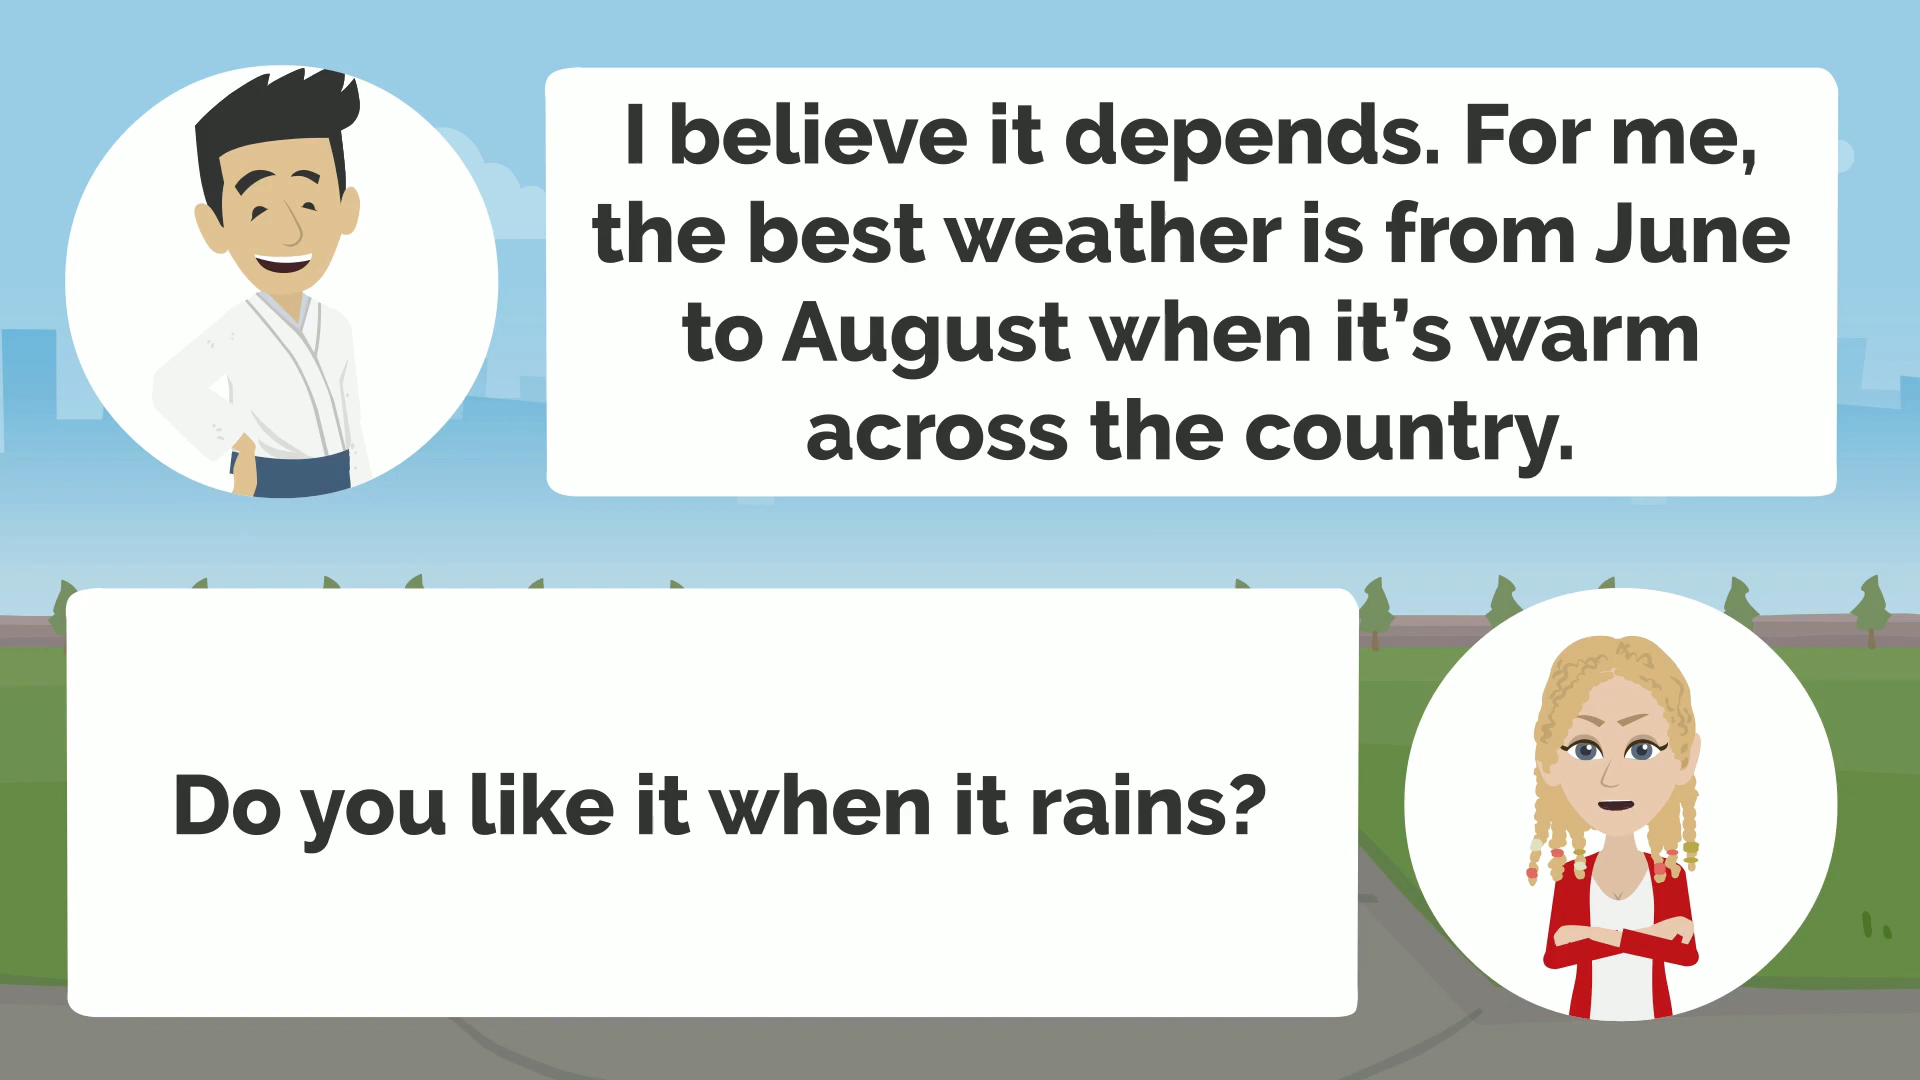 I believe it depends. For me,
the best weather is from June
to August when it’s warm
across the country.
Do you like it when it rains?